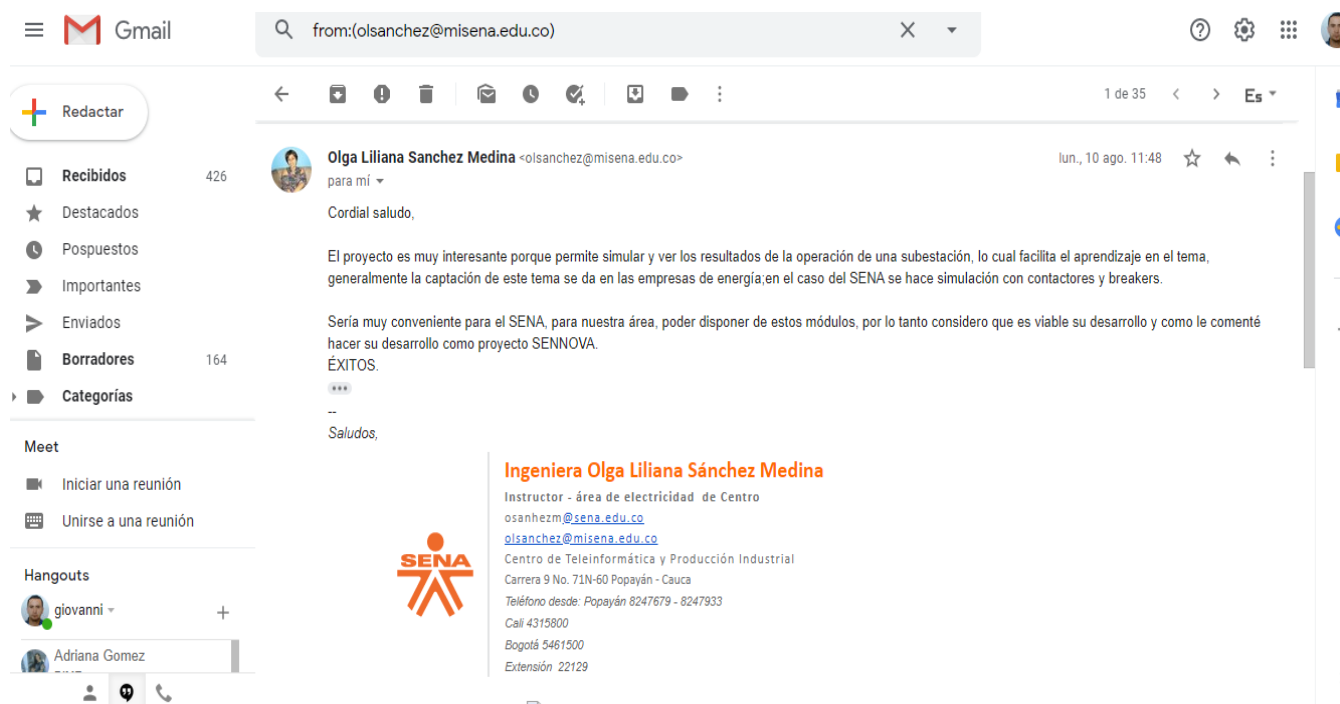 Gmail
from:(olsanchez@misena.edu.co)
Redactar
1 de 35
Es
Recibidos 426
Destacados
Pospuestos
Importantes
Enviados
Borradores 164
Categorías
Meet
Iniciar una reunión
Unirse a una reunión
Hangouts
giovanni
Adriana Gomez
Olga Liliana Sanchez Medina <olsanchez@misena.edu.co>
lun., 10 ago. 11:48
para mí
Cordial saludo,
El proyecto es muy interesante porque permite simular y ver los resultados de la operación de una subestación, lo cual facilita el aprendizaje en el tema,
generalmente la captación de este tema se da en las empresas de energía;en el caso del SENA se hace simulación con contactores y breakers.
Sería muy conveniente para el SENA, para nuestra área, poder disponer de estos módulos, por lo tanto considero que es viable su desarrollo y como le comenté
hacer su desarrollo como proyecto SENNOVA.
ÉXITOS.
--
Saludos,
SENA
Ingeniera Olga Liliana Sánchez Medina
Instructor - área de electricidad de Centro
osanhezm@sena.edu.co
olsanchez@misena.edu.co
Centro de Teleinformática y Producción Industrial
Carrera 9 No. 71N-60 Popayán - Cauca
Teléfono desde: Popayán 8247679 - 8247933
Cali 4315800
Bogotá 5461500
Extensión 22129